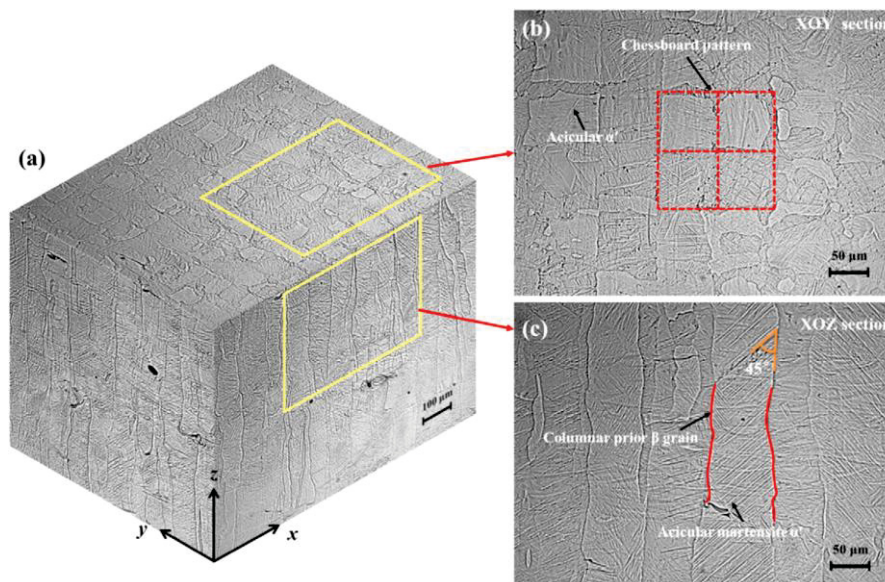 (a)
100 μm
z
y
x
(b)
XOY section
Chessboard pattern
Acicular α'
50 μm
(c)
XOZ section
45°
Columnar prior β grain
Acicular martensite α'
50 μm